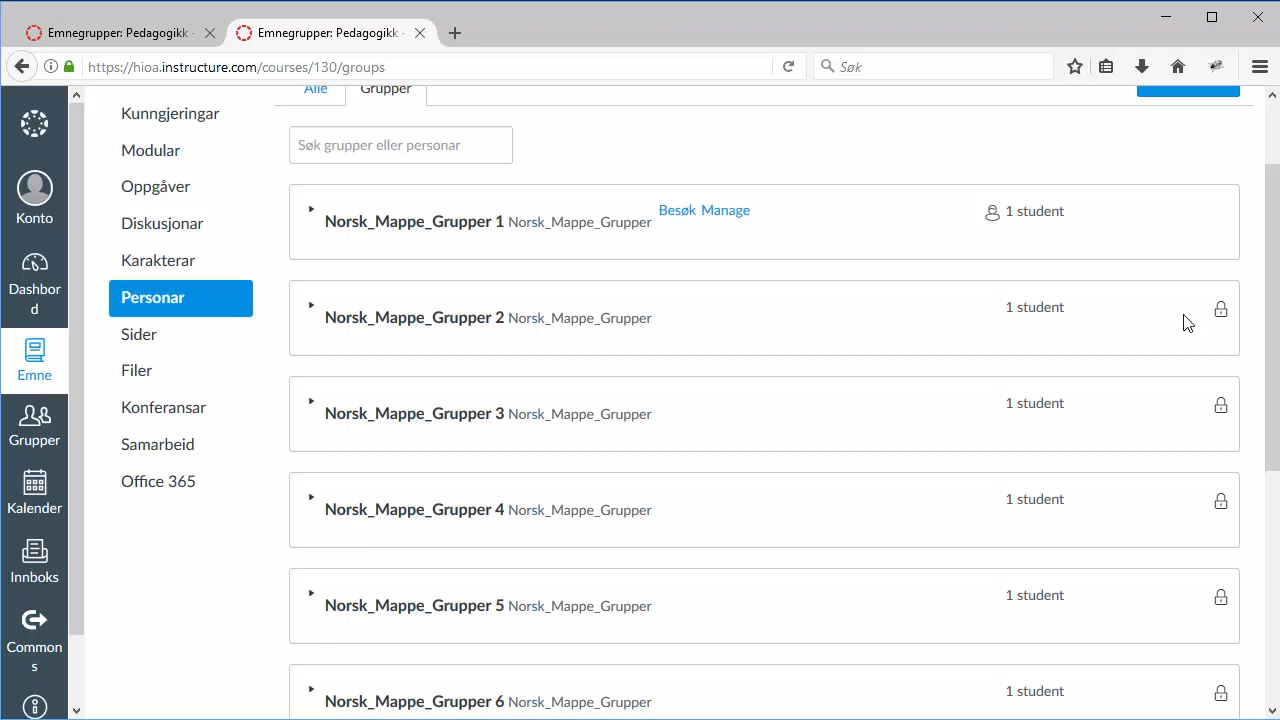 Emnegrupper: Pedagogikk -
Emnegrupper: Pedagogikk -
https://hioa.instructure.com/courses/130/groups
Søk
Konto
Dashbor
d
Emne
Grupper
Kalender
Innboks
Common
s
Kunngjeringar
Modular
Oppgåver
Diskusjonar
Karakterar
Personar
Sider
Filer
Konferansar
Samarbeid
Office 365
Alle
Grupper
Søk grupper eller personar
Norsk_Mappe_Grupper 1 Norsk_Mappe_Grupper Besøk Manage 1 student
Norsk_Mappe_Grupper 2 Norsk_Mappe_Grupper 1 student
Norsk_Mappe_Grupper 3 Norsk_Mappe_Grupper 1 student
Norsk_Mappe_Grupper 4 Norsk_Mappe_Grupper 1 student
Norsk_Mappe_Grupper 5 Norsk_Mappe_Grupper 1 student
Norsk_Mappe_Grupper 6 Norsk_Mappe_Grupper 1 student